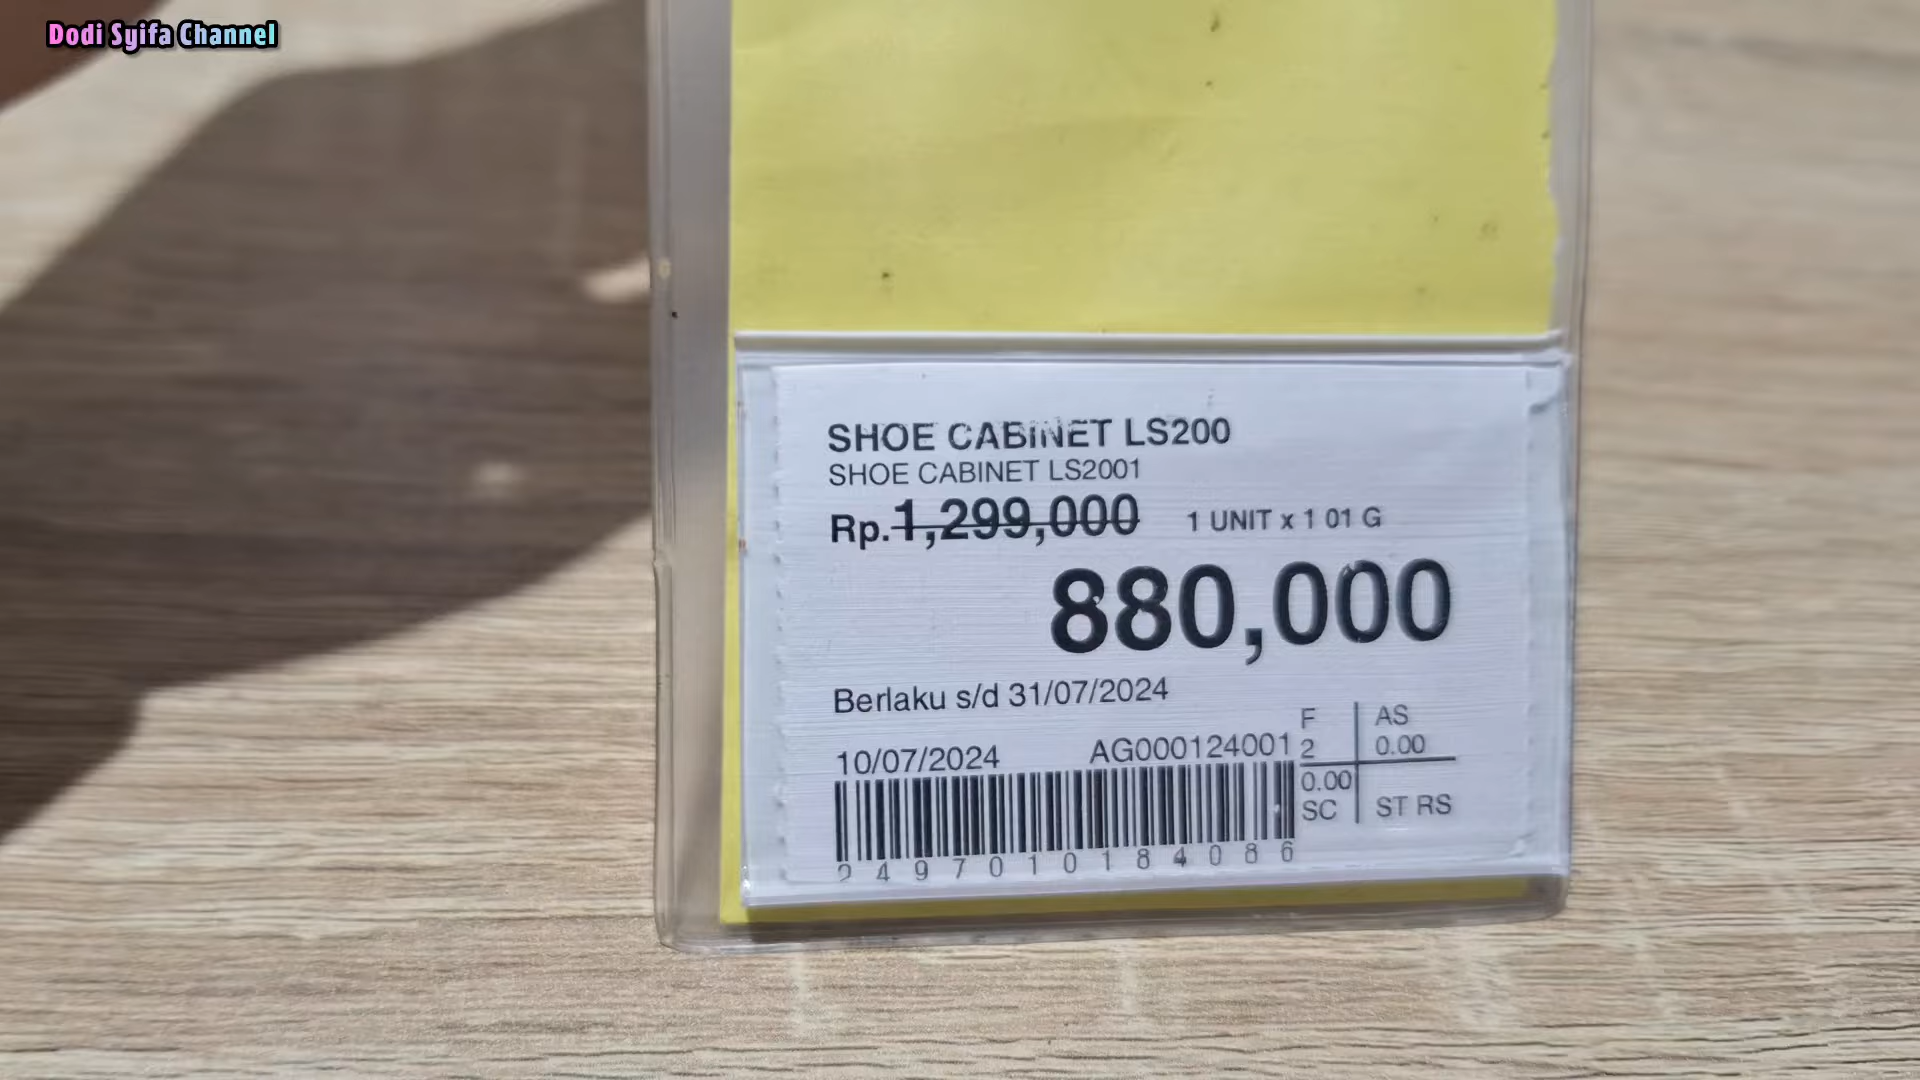 Dodi Syifa Channel
SHOE CABINET LS200
SHOE CABINET LS2001
Rp.1,299,000 1 UNIT x 1 01 G
880,000
Berlaku s/d 31/07/2024
10/07/2024 AG000124001
F AS
2 0.00
0.00
SC ST RS
2497010184086